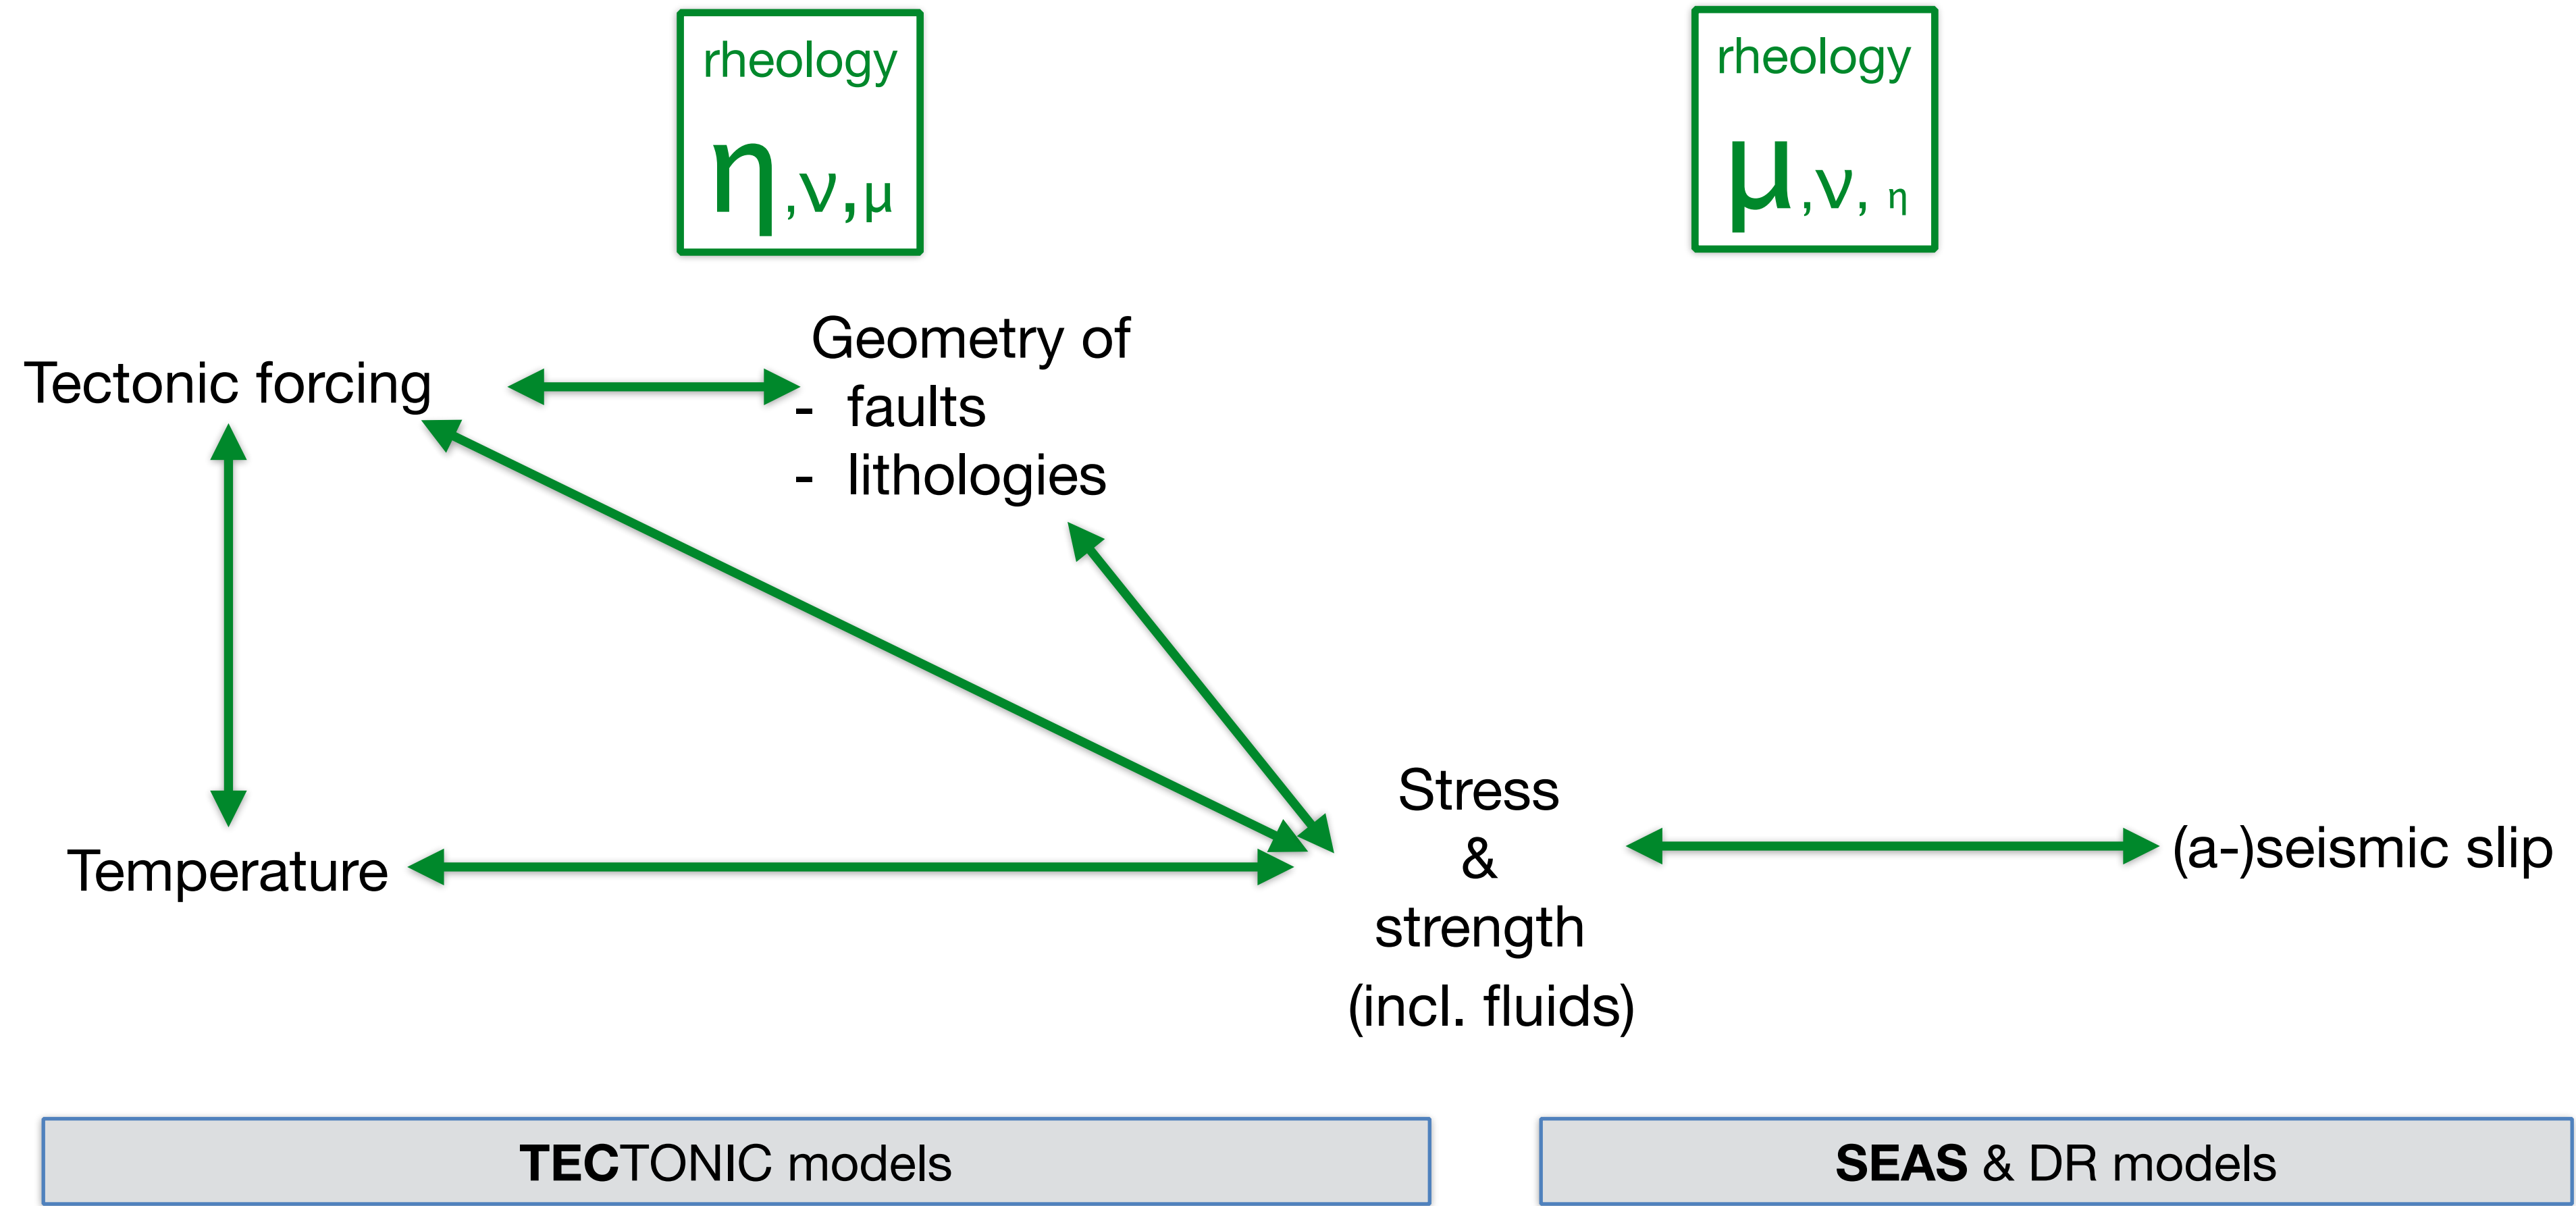 rheology
η,ν,μ
rheology
μ,ν, η
Tectonic forcing
Geometry of
- faults
- lithologies
Temperature
Stress
&
strength
(incl. fluids)
(a-)seismic slip
TECTONIC models
SEAS & DR models